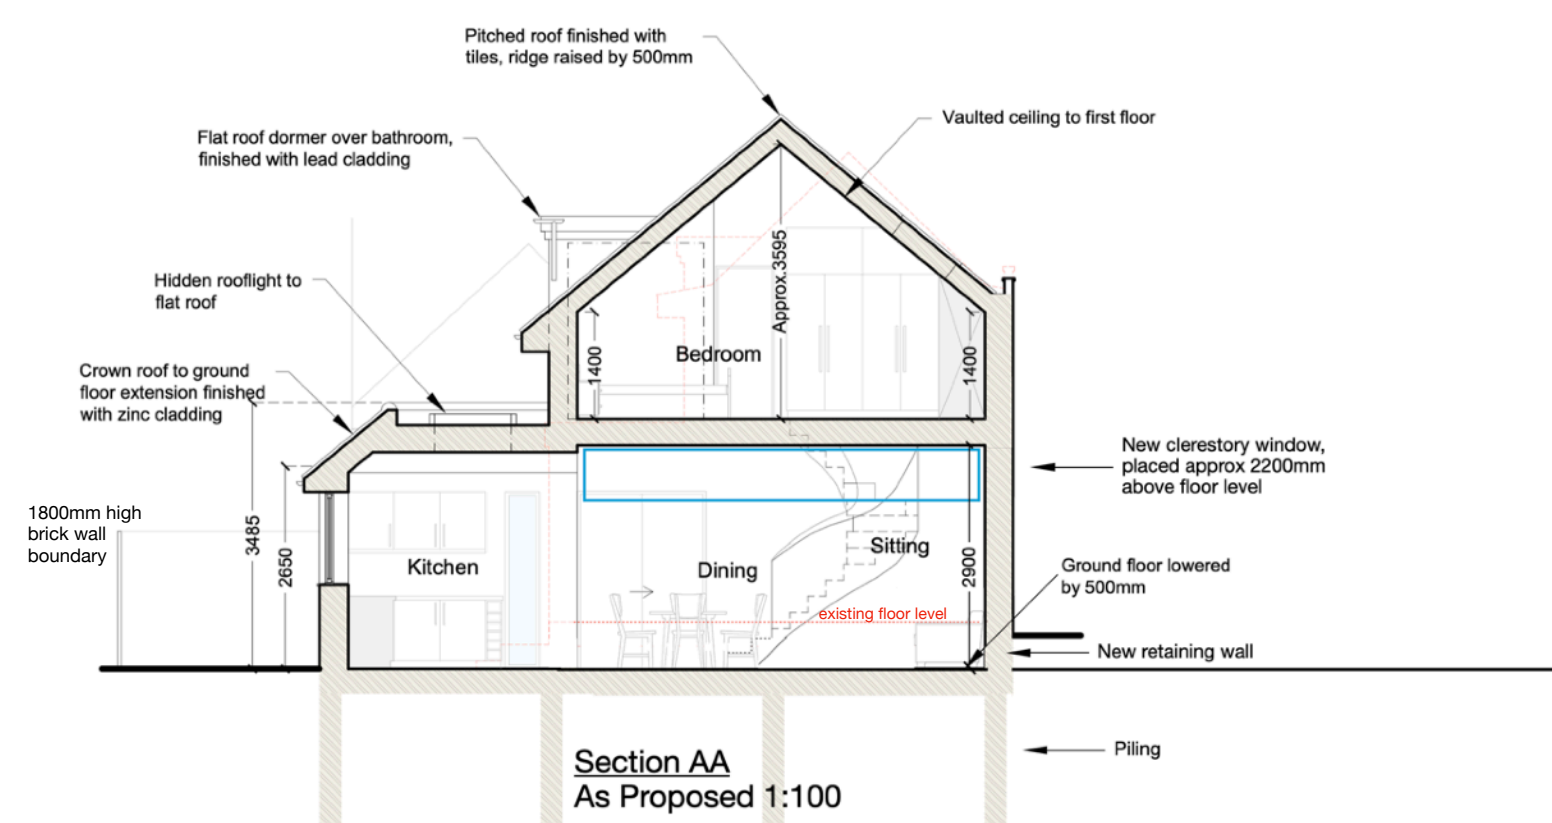 Pitched roof finished with
tiles, ridge raised by 500mm
Vaulted ceiling to first floor
Flat roof dormer over bathroom,
finished with lead cladding
Hidden rooflight to
flat roof
Crown roof to ground
floor extension finished
with zinc cladding
Approx.3595
1400
Bedroom
1400
New clerestory window,
placed approx 2200mm
above floor level
1800mm high
brick wall
boundary
3485
2650
Kitchen
Dining
Sitting
2900
existing floor level
Ground floor lowered
by 500mm
New retaining wall
Piling
Section AA
As Proposed 1:100